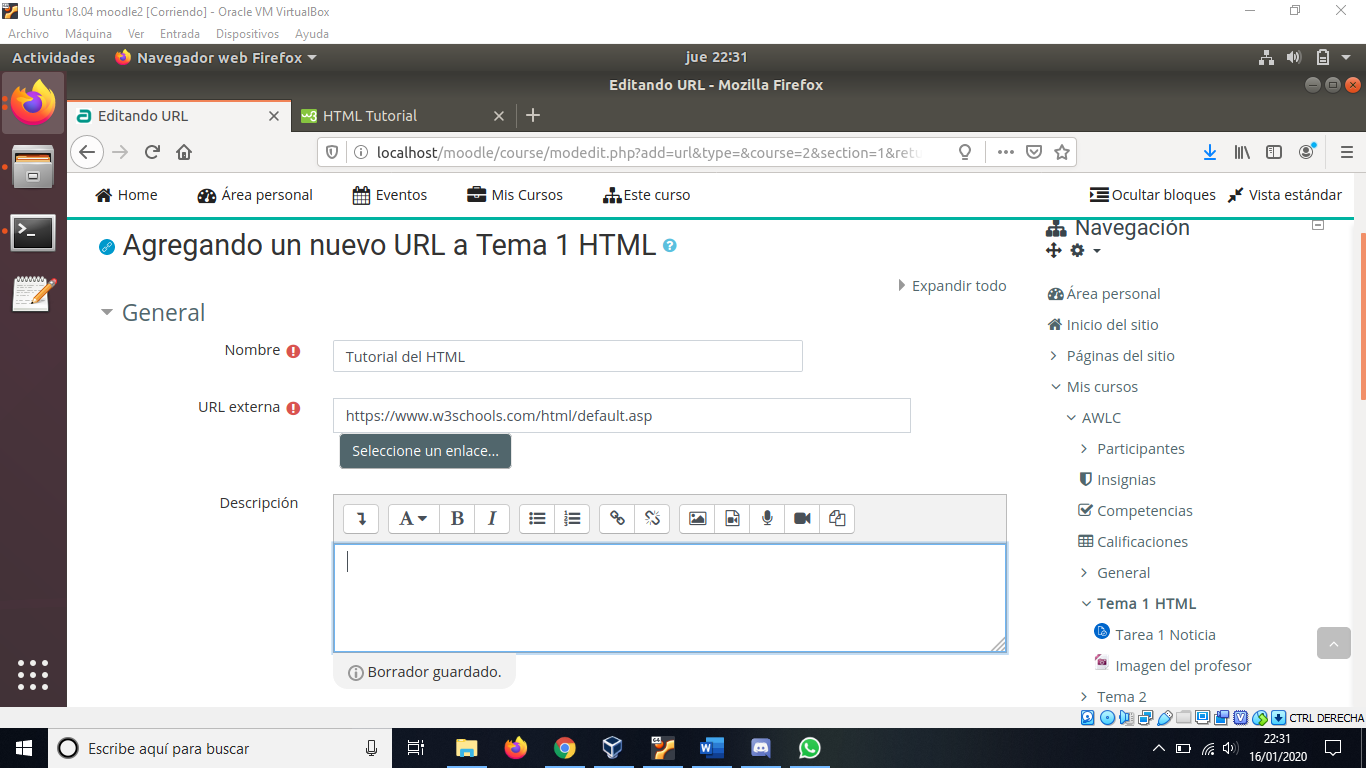 Ubuntu 18.04 moodle2 [Corriendo] - Oracle VM VirtualBox
Archivo Máquina Ver Entrada Dispositivos Ayuda
Actividades Navegador web Firefox jue 22:31
Editando URL - Mozilla Firefox
Editando URL HTML Tutorial
localhost/moodle/course/modedit.php?add=url&type=&course=2&section=1&retu
Home Área personal Eventos Mis Cursos Este curso Ocultar bloques Vista estándar
Agregando un nuevo URL a Tema 1 HTML
Expandir todo
General
Nombre Tutorial del HTML
URL externa https://www.w3schools.com/html/default.asp
Seleccione un enlace...
Descripción
A B I
Borrador guardado.
Navegación
Área personal
Inicio del sitio
Páginas del sitio
Mis cursos
AWLC
Participantes
Insignias
Competencias
Calificaciones
General
Tema 1 HTML
Tarea 1 Noticia
Imagen del profesor
Tema 2
CTRL DERECHA
Escribe aquí para buscar
22:31
16/01/2020